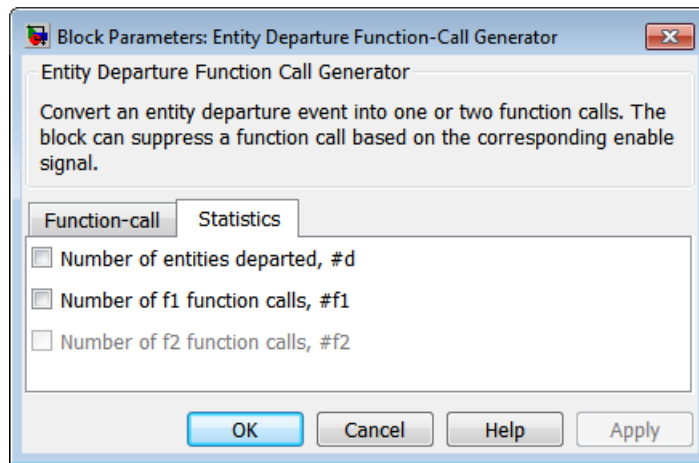 Block Parameters: Entity Departure Function-Call Generator
Entity Departure Function Call Generator
Convert an entity departure event into one or two function calls. The
block can suppress a function call based on the corresponding enable
signal.
Function-call Statistics
Number of entities departed, #d
Number of f1 function calls, #f1
Number of f2 function calls, #f2
OK Cancel Help Apply